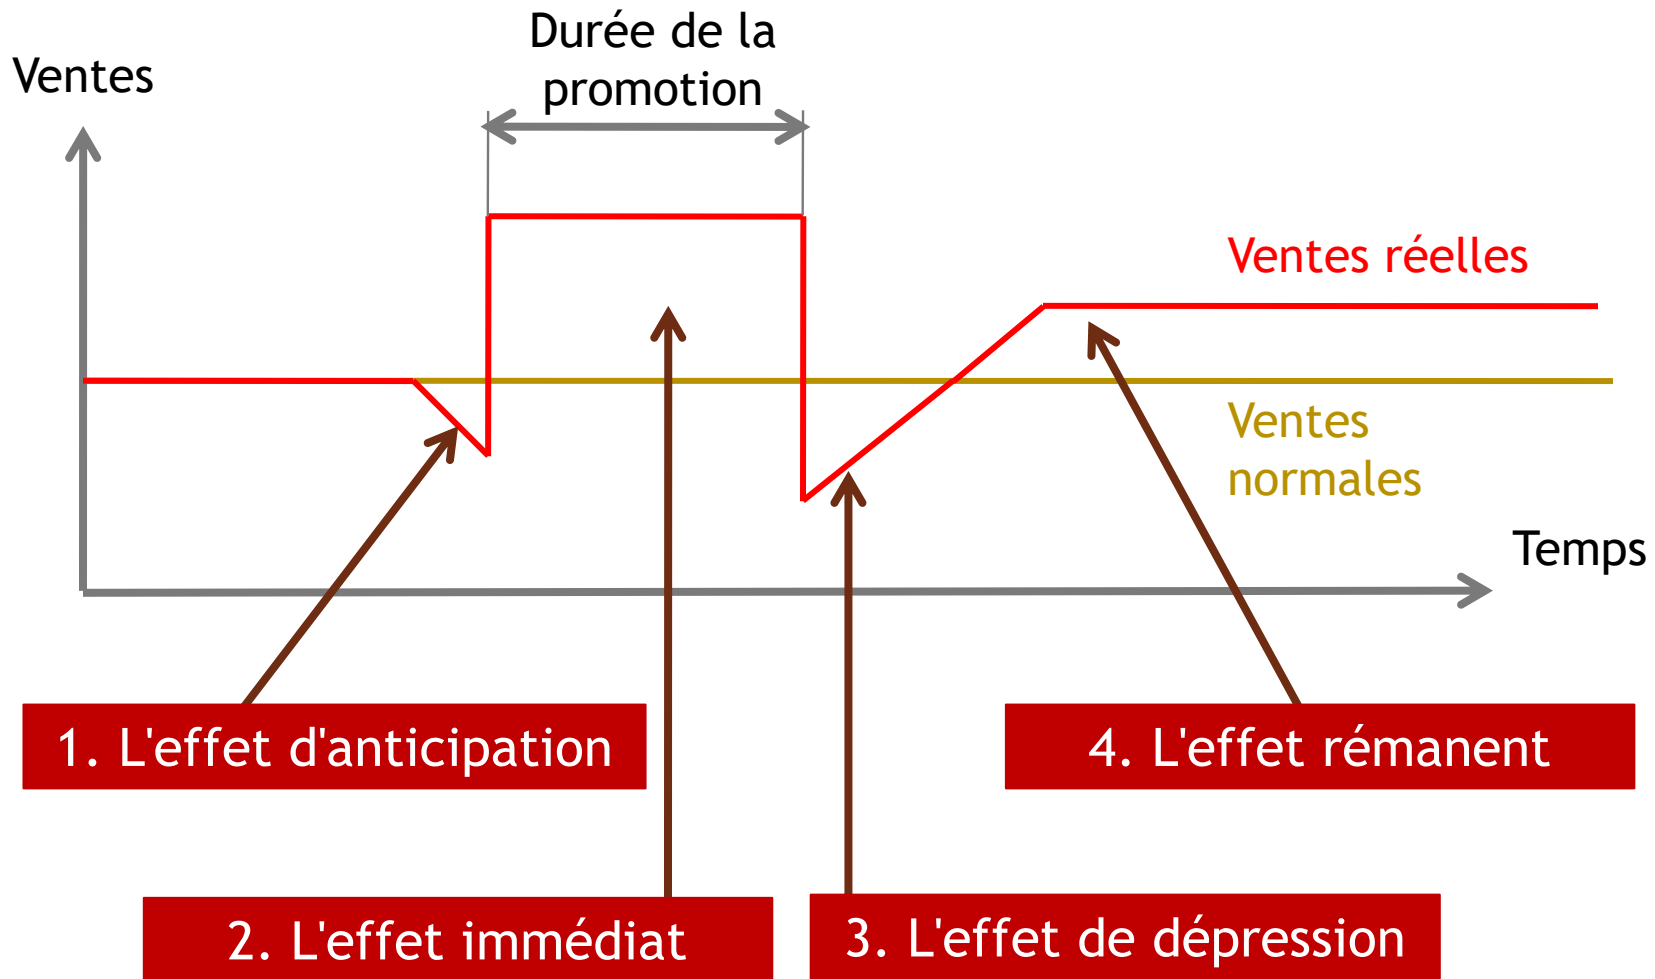 Durée de la
promotion
Ventes
Ventes réelles
Ventes
normales
Temps
1. L'effet d'anticipation
4. L'effet rémanent
2. L'effet immédiat
3. L'effet de dépression